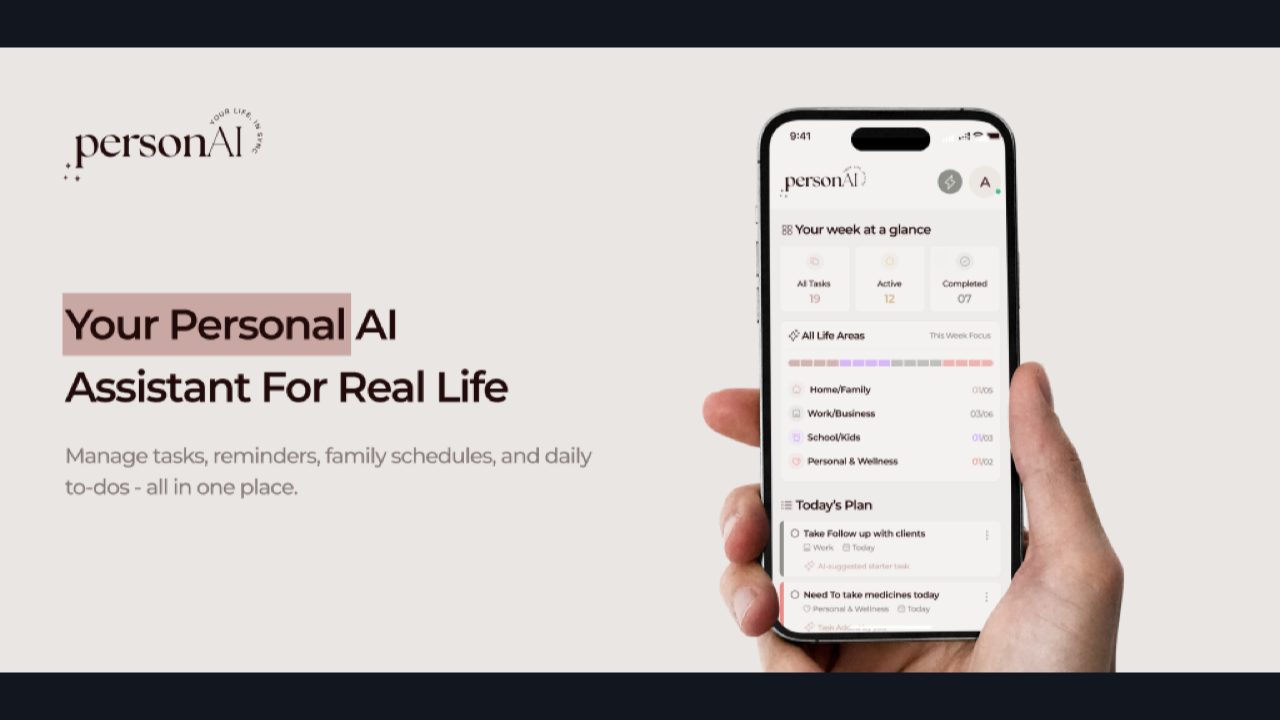 personAI
YOUR LIFE, IN SYNC
Your Personal AI
Assistant For Real Life
Manage tasks, reminders, family schedules, and daily
to-dos - all in one place.
9:41
personAI
A
Your week at a glance
All Tasks
19
Active
12
Completed
07
All Life Areas
This Week Focus
Home/Family
01/05
Work/Business
03/06
School/Kids
01/03
Personal & Wellness
01/02
Today's Plan
Take Follow up with clients
Work Today
AI-suggested starter task
Need To take medicines today
Personal & Wellness Today
Task Added by you